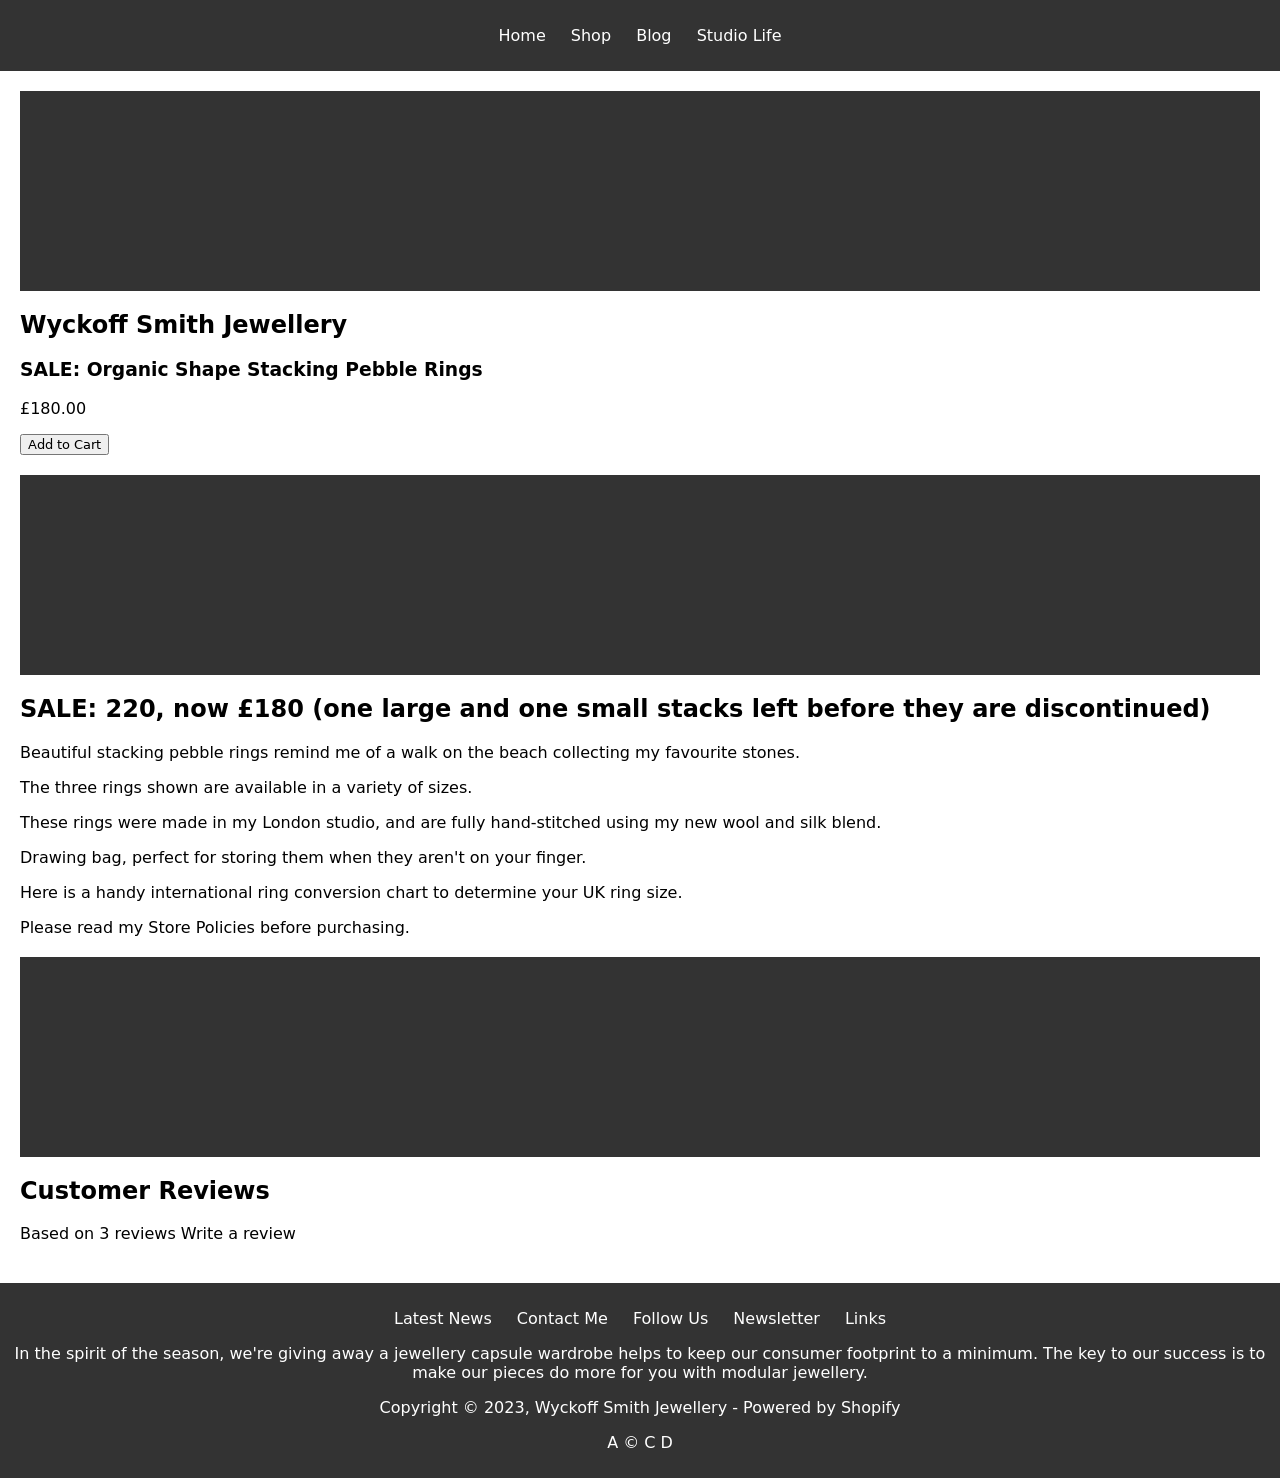 Home Shop Blog Studio Life
Wyckoff Smith Jewellery
SALE: Organic Shape Stacking Pebble Rings
£180.00
Add to Cart
SALE: 220, now £180 (one large and one small stacks left before they are discontinued)
Beautiful stacking pebble rings remind me of a walk on the beach collecting my favourite stones.
The three rings shown are available in a variety of sizes.
These rings were made in my London studio, and are fully hand-stitched using my new wool and silk blend.
Drawing bag, perfect for storing them when they aren't on your finger.
Here is a handy international ring conversion chart to determine your UK ring size.
Please read my Store Policies before purchasing.
Customer Reviews
Based on 3 reviews Write a review
Latest News Contact Me Follow Us Newsletter Links
In the spirit of the season, we're giving away a jewellery capsule wardrobe helps to keep our consumer footprint to a minimum. The key to our success is to
make our pieces do more for you with modular jewellery.
Copyright © 2023, Wyckoff Smith Jewellery - Powered by Shopify
A © C D